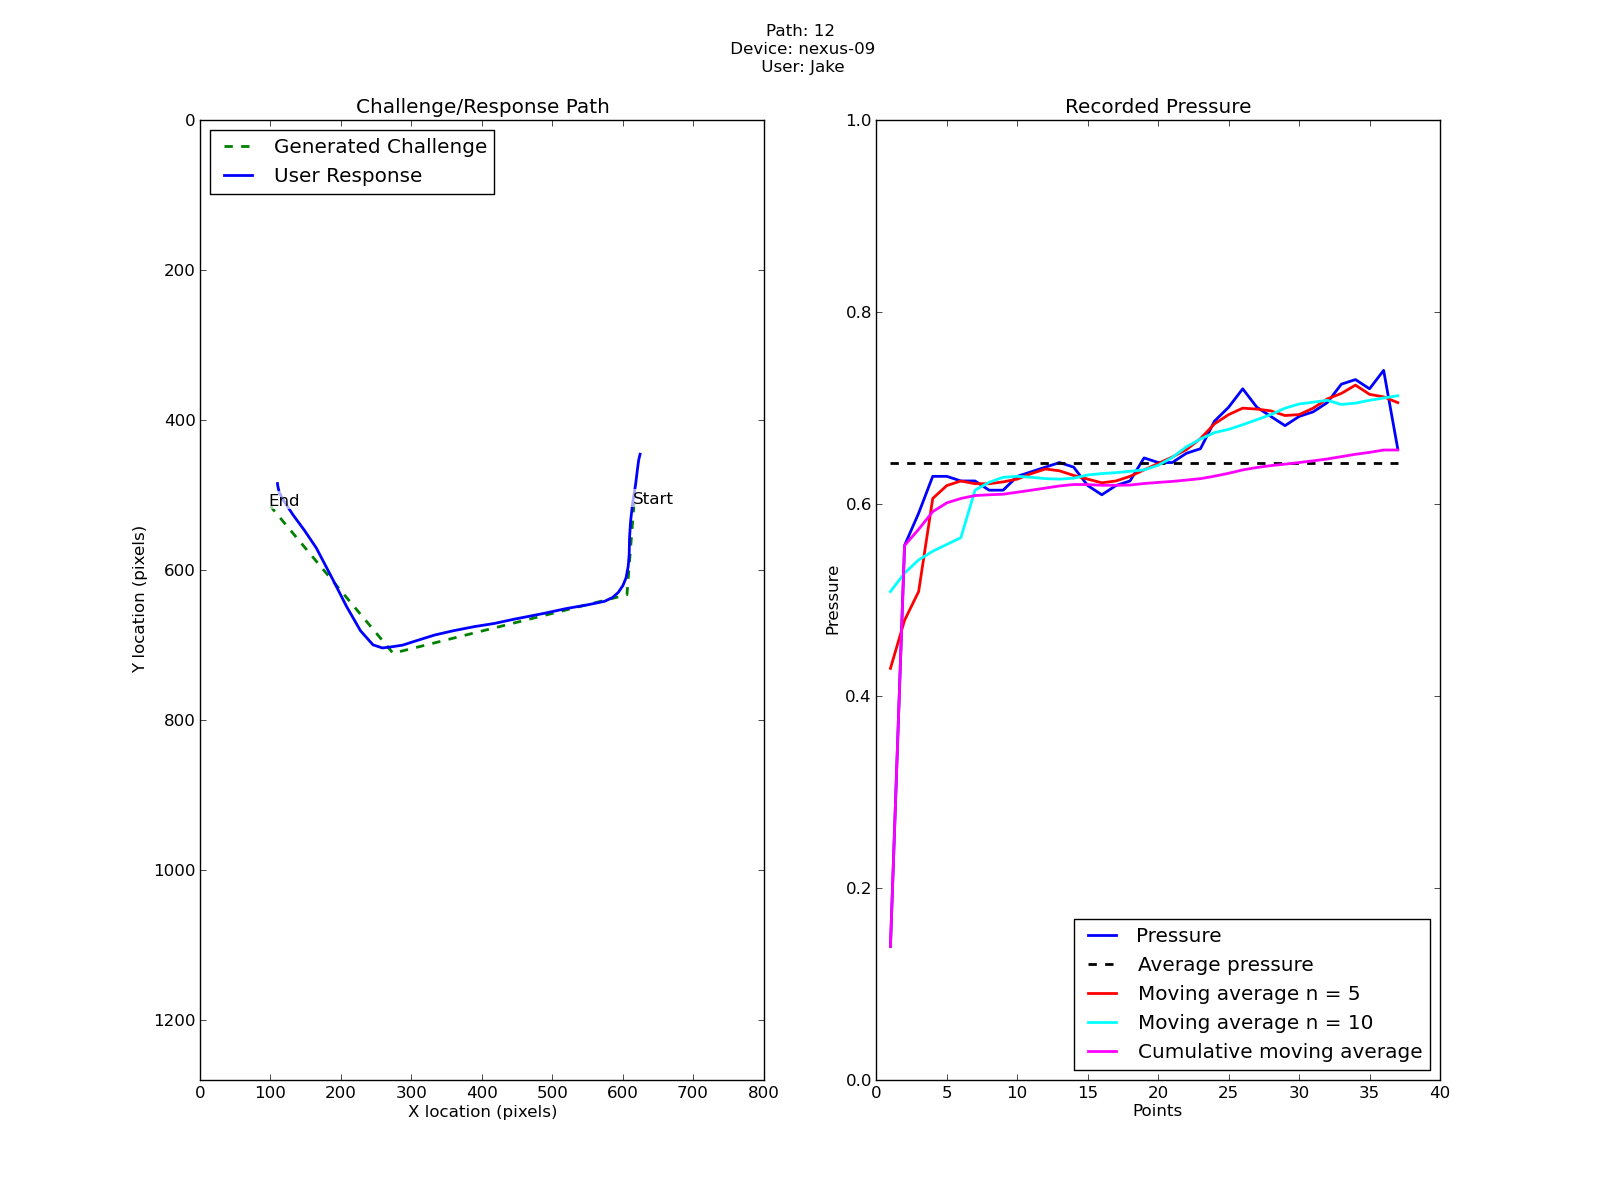 Path: 12
Device: nexus-09
User: Jake
Challenge/Response Path
0
200
400
600
800
1000
1200
Y location (pixels)
Generated Challenge
User Response
End
Start
0 100 200 300 400 500 600 700 800
X location (pixels)
Recorded Pressure
1.0
0.8
0.6
0.4
0.2
0.0
Pressure
Pressure
Average pressure
Moving average n = 5
Moving average n = 10
Cumulative moving average
0 5 10 15 20 25 30 35 40
Points